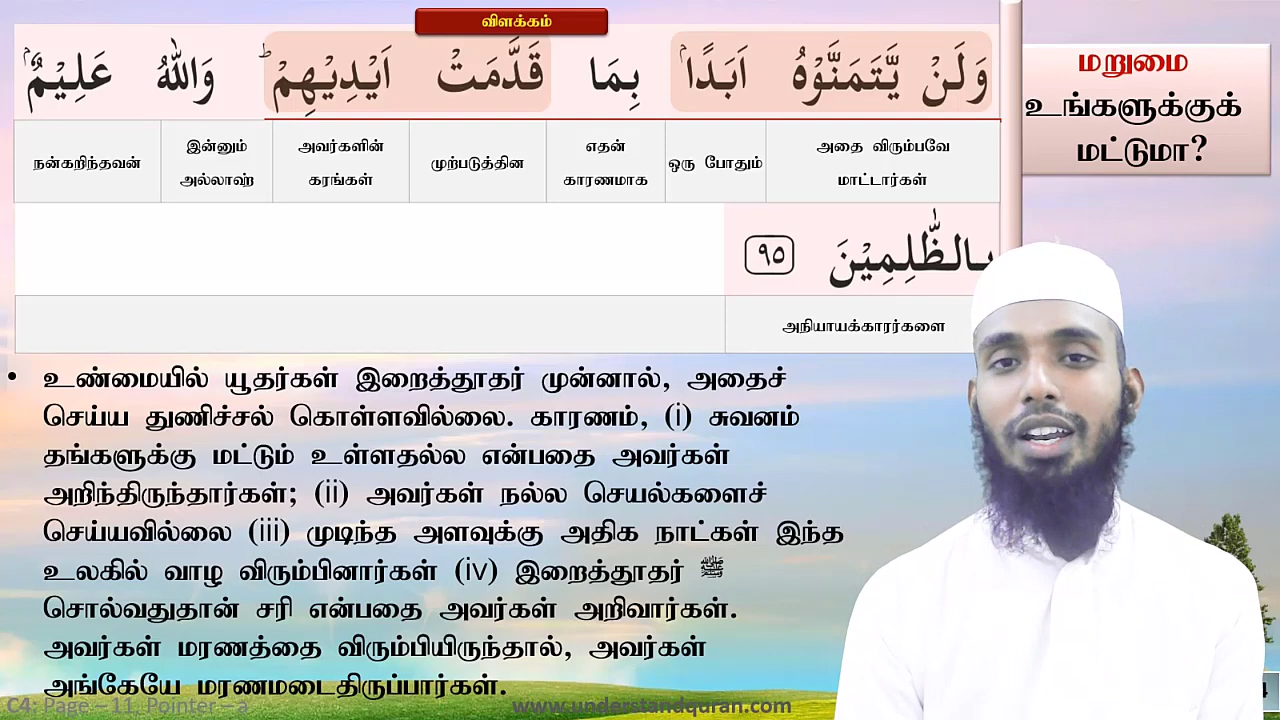 விளக்கம்
وَلَنْ يَّتَمَنَّوْهُ اَبَدًاۢ بِمَا قَدَّمَتْ اَيْدِيْهِمْ ؕ وَاللّٰهُ عَلِيْمٌۢ
அதை விரும்பவே மாட்டார்கள்
ஒரு போதும்
எதன் காரணமாக
முற்படுத்தின
அவர்களின் கரங்கள்
இன்னும் அல்லாஹ்
நன்கறிந்தவன்
بِالظّٰلِمِيْنَ ٩٥
அநியாயக்காரர்களை
மறுமை
உங்களுக்குக்
மட்டுமா?
• உண்மையில் யூதர்கள் இறைத்தூதர் முன்னால், அதைச்
செய்ய துணிச்சல் கொள்ளவில்லை. காரணம், (i) சுவனம்
தங்களுக்கு மட்டும் உள்ளதல்ல என்பதை அவர்கள்
அறிந்திருந்தார்கள்; (ii) அவர்கள் நல்ல செயல்களைச்
செய்யவில்லை (iii) முடிந்த அளவுக்கு அதிக நாட்கள் இந்த
உலகில் வாழ விரும்பினார்கள் (iv) இறைத்தூதர் ﷺ
சொல்வதுதான் சரி என்பதை அவர்கள் அறிவார்கள்.
அவர்கள் மரணத்தை விரும்பியிருந்தால், அவர்கள்
அங்கேயே மரணமடைதிருப்பார்கள்.
C4: Page – 11, Pointer – a
www.understandquran.com